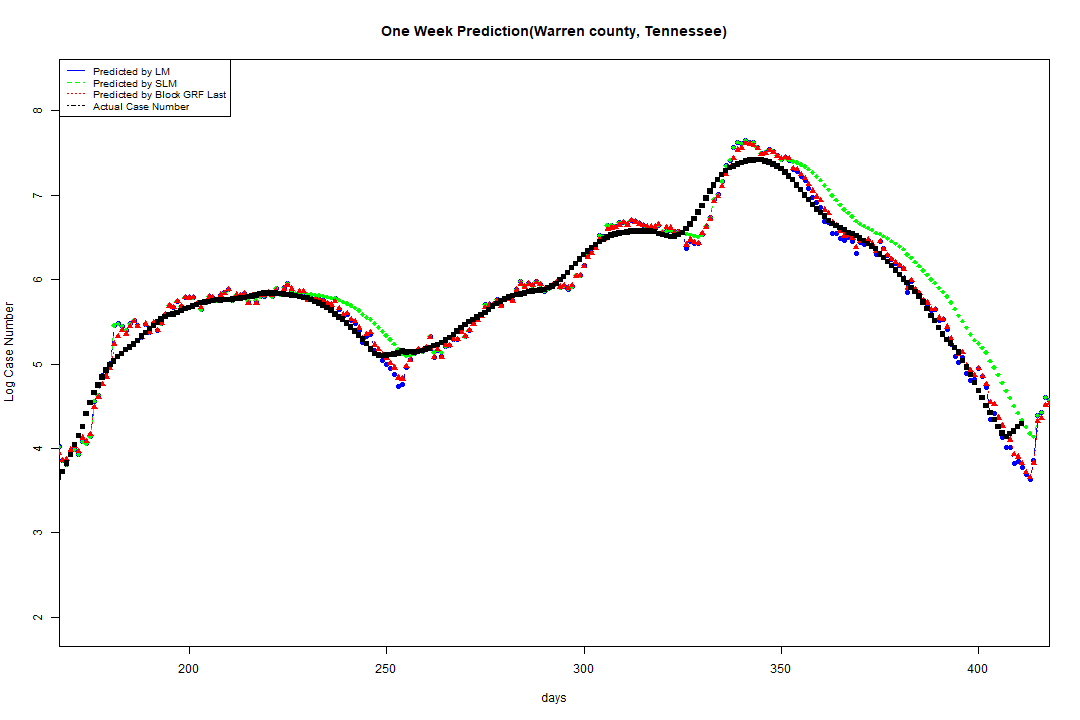 One Week Prediction(Warren county, Tennessee)
Predicted by LM
Predicted by SLM
Predicted by Block GRF Last
Actual Case Number
8
7
6
5
4
3
2
Log Case Number
200 250 300 350 400
days